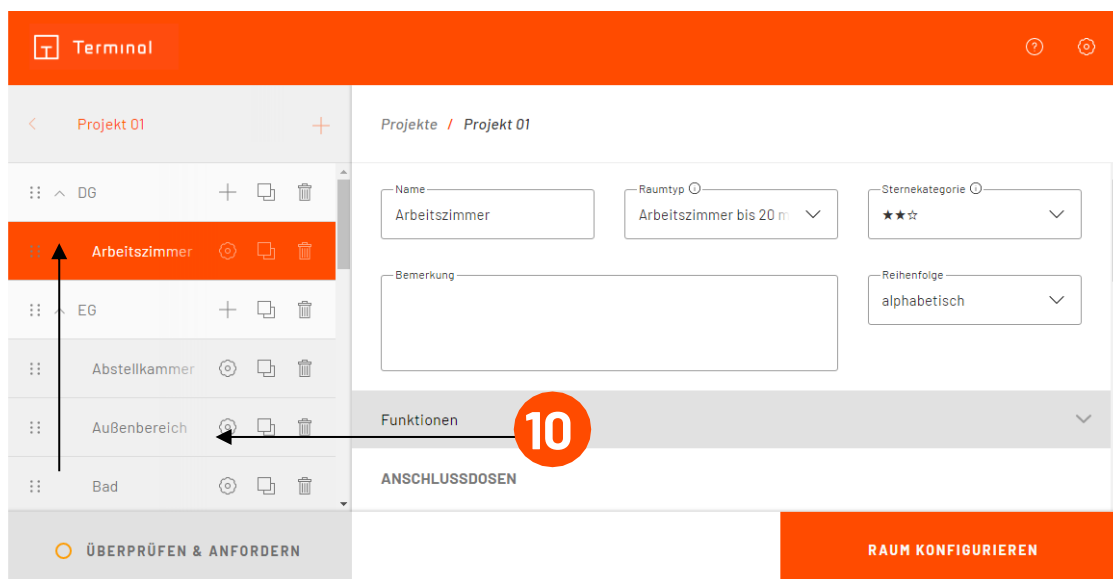 Terminal
Projekt 01
Projekte / Projekt 01
DG
Name
Arbeitszimmer
Raumtyp
Arbeitszimmer bis 20 m
Sternekategorie
★★☆
Arbeitszimmer
Bemerkung
Reihenfolge
alphabetisch
EG
Abstellkammer
Außenbereich
Funktionen
10
Bad
ANSCHLUSSDOSEN
ÜBERPRÜFEN & ANFORDERN
RAUM KONFIGURIEREN